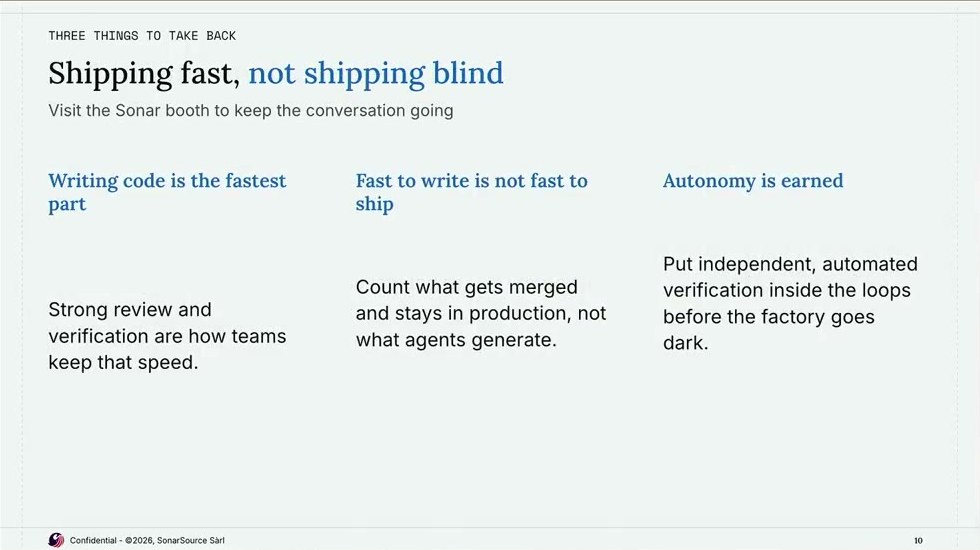 THREE THINGS TO TAKE BACK
Shipping fast, not shipping blind
Visit the Sonar booth to keep the conversation going
Writing code is the fastest
part
Strong review and
verification are how teams
keep that speed.
Fast to write is not fast to
ship
Count what gets merged
and stays in production, not
what agents generate.
Autonomy is earned
Put independent, automated
verification inside the loops
before the factory goes
dark.
Confidential - ©2026, SonarSource Sàrl
10